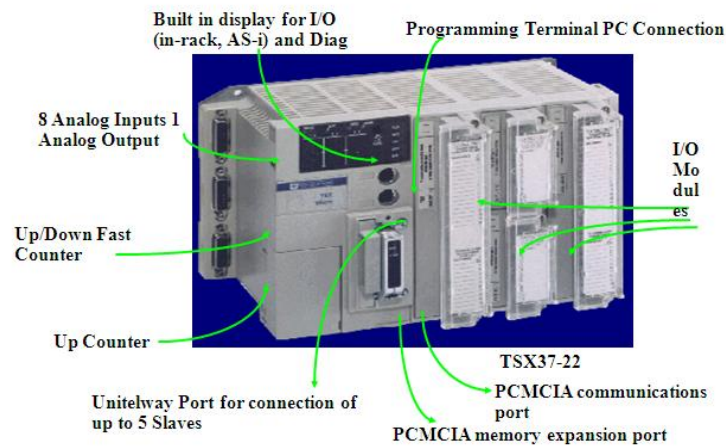 Built in display for I/O
(in-rack, AS-i) and Diag
Programming Terminal PC Connection
8 Analog Inputs 1
Analog Output
I/O
Mo
dul
es
Up/Down Fast
Counter
Up Counter
TSX37-22
Unitelway Port for connection of
up to 5 Slaves
PCMCIA communications
port
PCMCIA memory expansion port